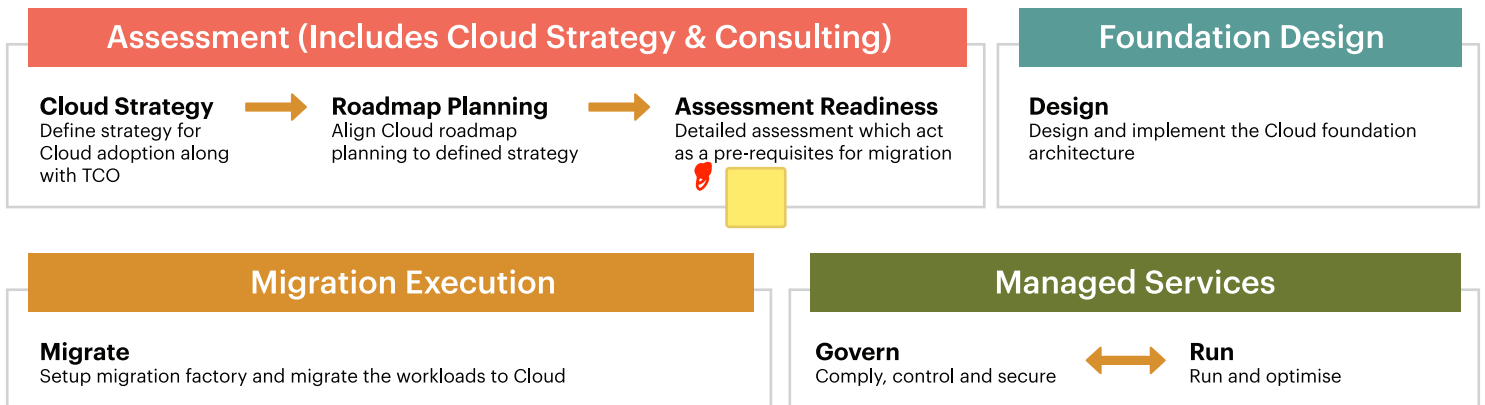 Assessment (Includes Cloud Strategy & Consulting)
Cloud Strategy
Define strategy for
Cloud adoption along
with TCO
Roadmap Planning
Align Cloud roadmap
planning to defined strategy
Assessment Readiness
Detailed assessment which act
as a pre-requisites for migration
Foundation Design
Design
Design and implement the Cloud foundation
architecture
Migration Execution
Migrate
Setup migration factory and migrate the workloads to Cloud
Managed Services
Govern
Comply, control and secure
Run
Run and optimise